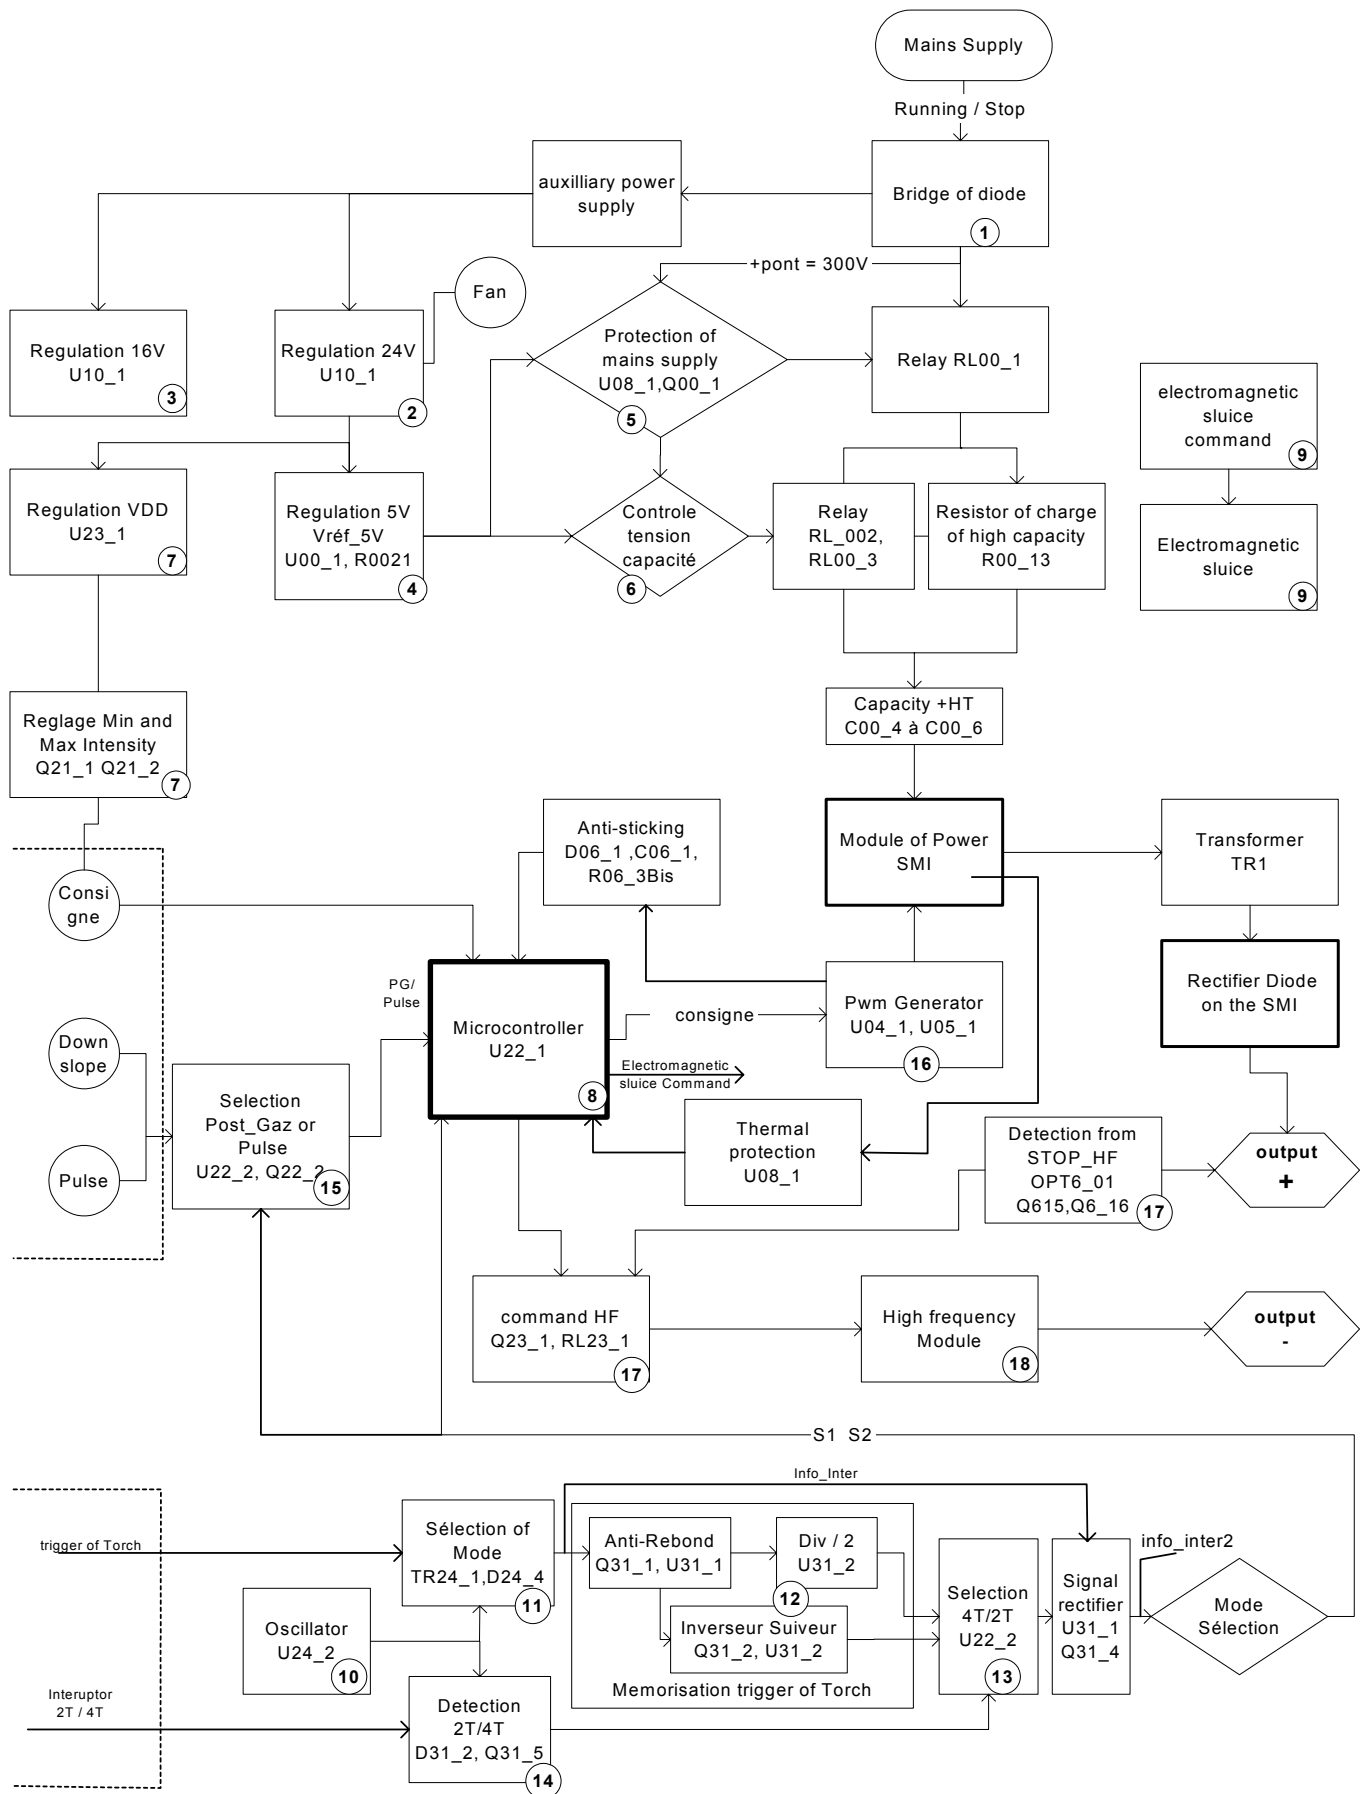 Mains Supply
Running / Stop
auxilliary power
supply
Bridge of diode
1
+pont = 300V
Fan
Regulation 16V
U10_1
3
Regulation 24V
U10_1
2
Protection of
mains supply
U08_1,Q00_1
5
Relay RL00_1
electromagnetic
sluice
command
9
Regulation VDD
U23_1
7
Regulation 5V
Vréf_5V
U00_1, R0021
4
Controle
tension
capacité
6
Relay
RL_002,
RL00_3
Resistor of charge
of high capacity
R00_13
Electromagnetic
sluice
9
Reglage Min and
Max Intensity
Q21_1 Q21_2
7
Capacity +HT
C00_4 à C00_6
Anti-sticking
D06_1 ,C06_1,
R06_3Bis
Module of Power
SMI
Transformer
TR1
Consi
gne
PG/
Pulse
Microcontroller
U22_1
8
consigne
Pwm Generator
U04_1, U05_1
16
Rectifier Diode
on the SMI
Electromagnetic
sluice Command
Down
slope
Pulse
Selection
Post_Gaz or
Pulse
U22_2, Q22_2
15
Thermal
protection
U08_1
Detection from
STOP_HF
OPT6_01
Q615,Q6_16
17
output
+
command HF
Q23_1, RL23_1
17
High frequency
Module
18
output
-
S1 S2
Info_Inter
trigger of Torch
Sélection of
Mode
TR24_1,D24_4
11
Anti-Rebond
Q31_1, U31_1
Div / 2
U31_2
12
info_inter2
Selection
4T/2T
U22_2
13
Signal
rectifier
U31_1
Q31_4
Mode
Sélection
Oscillator
U24_2
10
Inverseur Suiveur
Q31_2, U31_2
Memorisation trigger of Torch
Interuptor
2T / 4T
Detection
2T/4T
D31_2, Q31_5
14